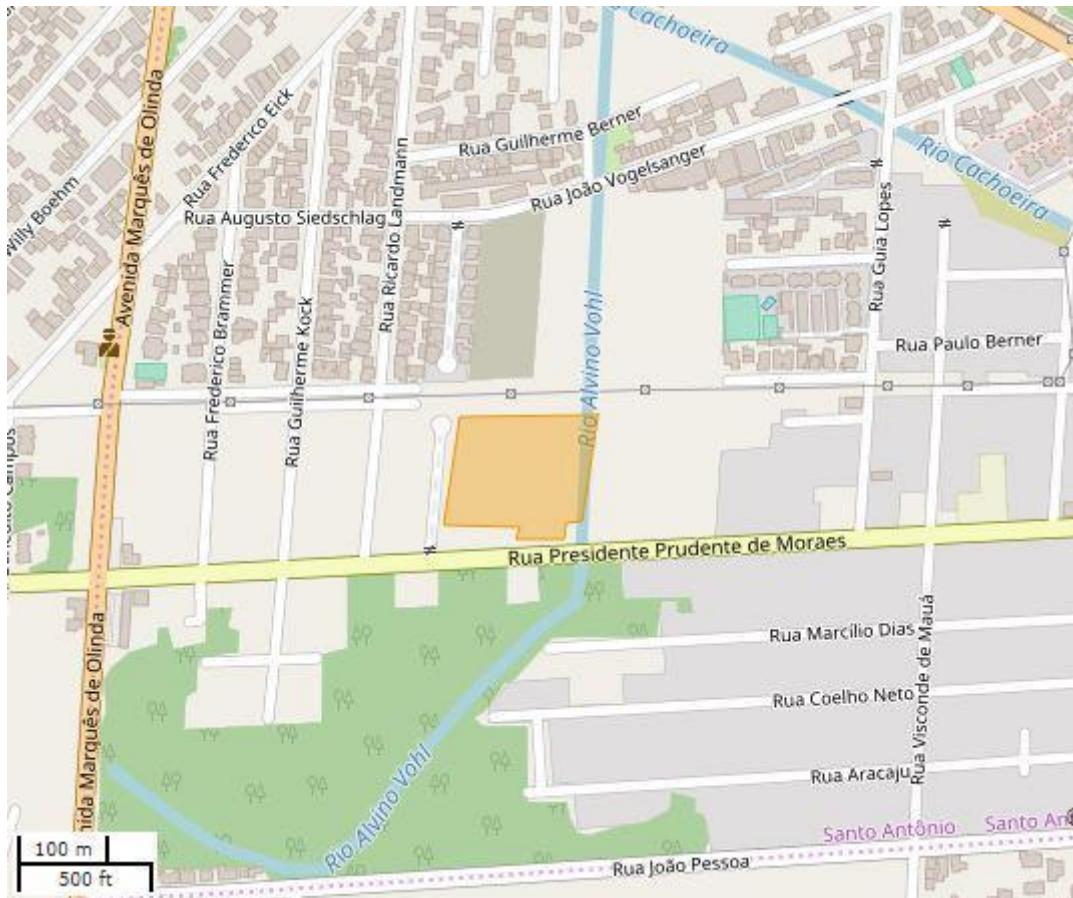 Cachoeira
Avenida Marquês de Olinda
Rua Frederico Eick
Willy Boehm
Rua Guilherme Berner
Rua João Vogelsanger
Rio Cachoeira
Rua Augusto Siedschlag
Rua Ricardo Landmann
Rua Guia Lopes
Rua Frederico Brammer
Rua Guilherme Kock
Rio Alvino Vohl
Rua Paulo Berner
Campos
Rua Presidente Prudente de Moraes
Rua Marcílio Dias
Rua Visconde de Mauá
Rua Coelho Neto
Rua Aracaju
nida Marquês de Olinda
Rio Alvino Vohl
Santo Antônio
Santo An
Rua João Pessoa
100 m
500 ft